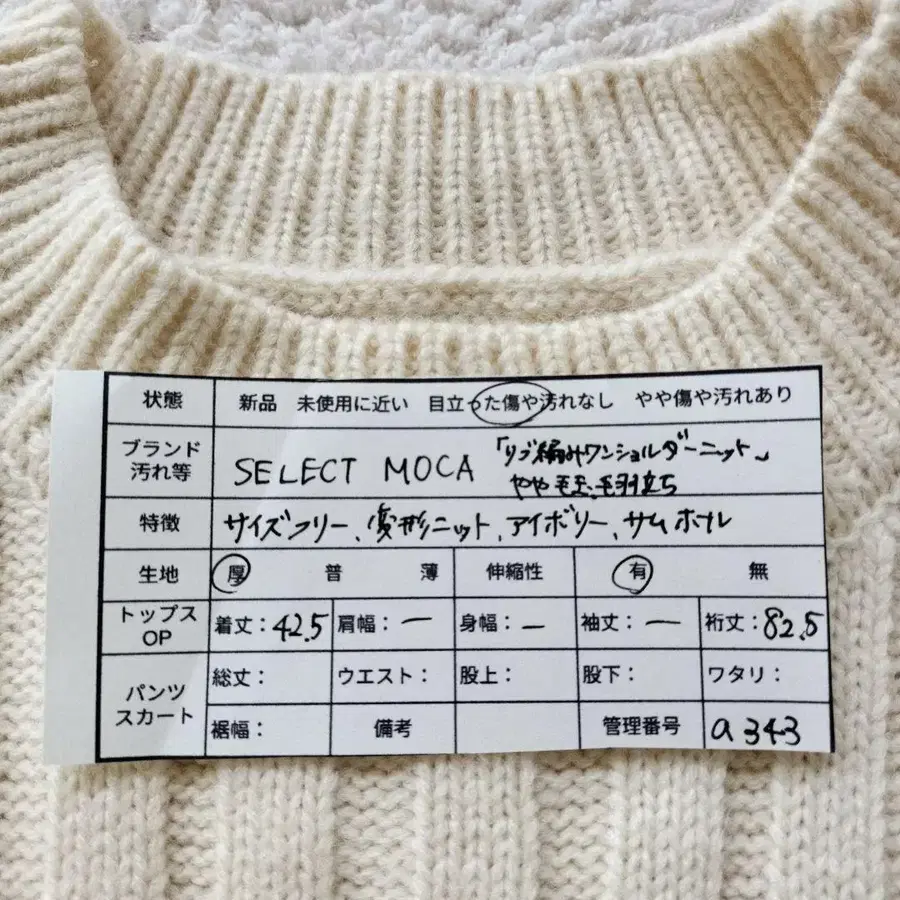 状態 新品 未使用に近い 目立った傷や汚れなし やや傷や汚れあり
ブランド 汚れ等 SELECT MOCA 「リブ編みワンショルダーニット」
やや毛玉、毛羽立ち
特徴 サイズフリー、変形ニット、アイボリー、サムホール
生地 厚 普 薄 伸縮性 有 無
トップス OP 着丈：42.5 肩幅：ー 身幅：ー 袖丈：ー 裄丈：82.5
パンツ スカート 総丈： ウエスト： 股上： 股下： ワタリ：
裾幅： 備考 管理番号 a343